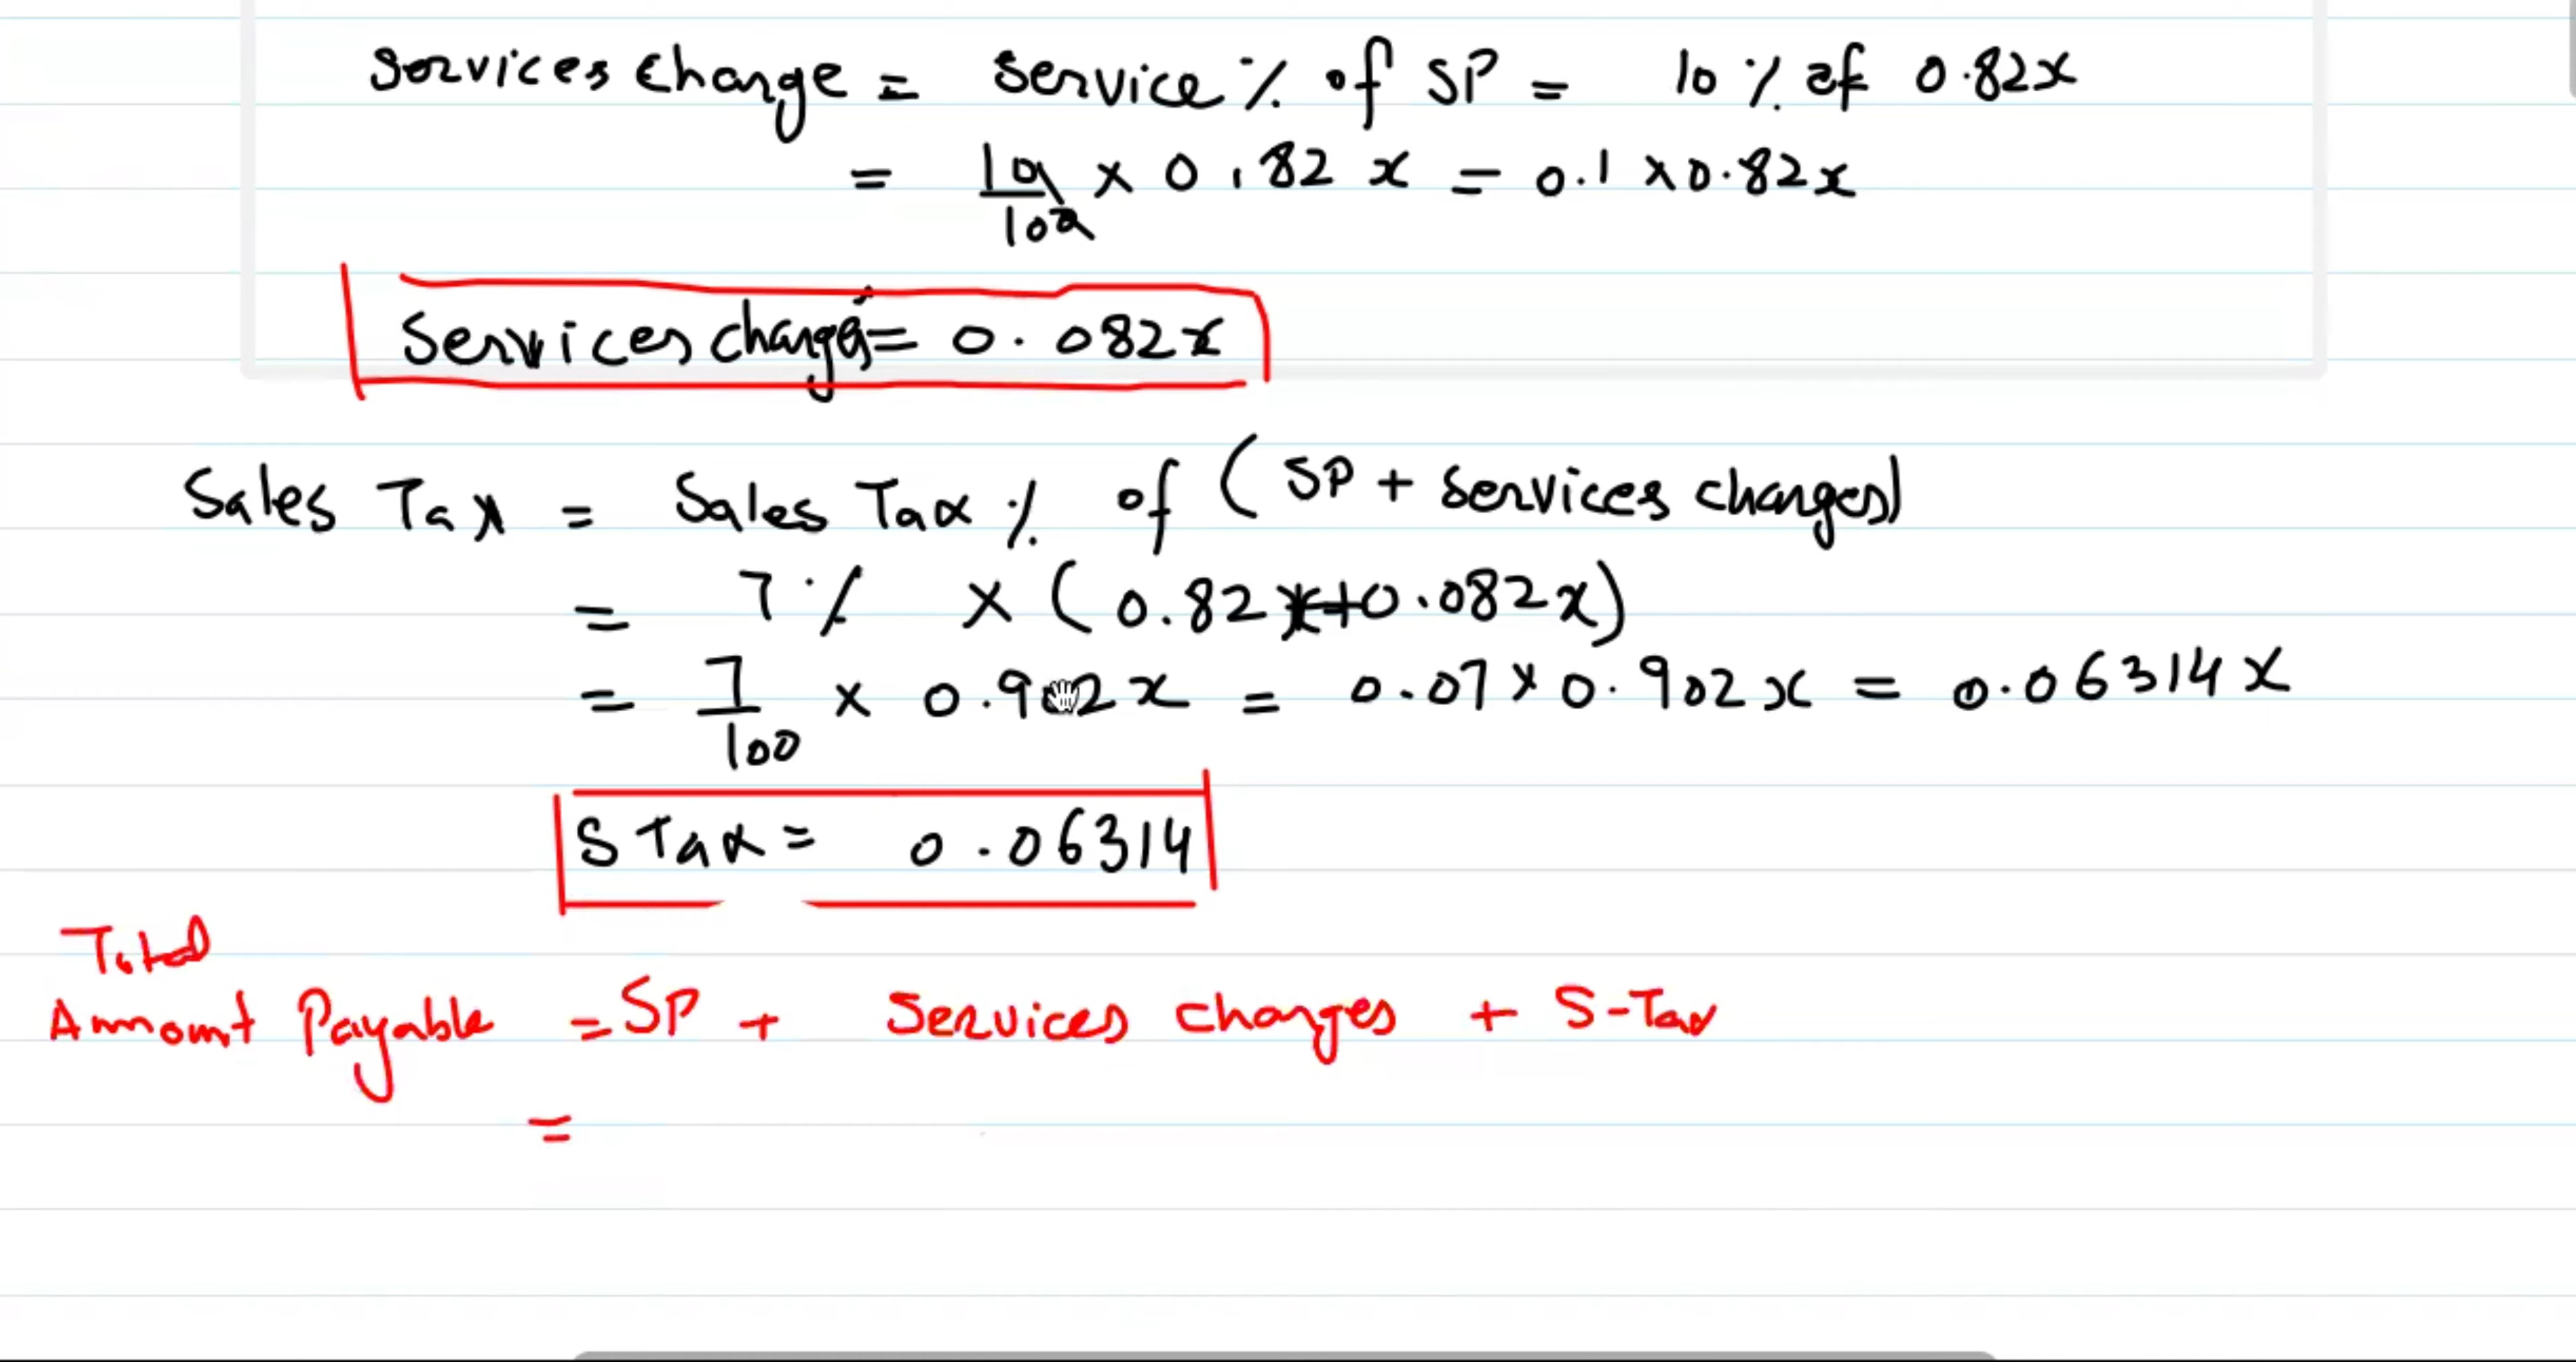 Services Charge = Service % of SP = 10 % of 0.82x
= 10/100 × 0.82 x = 0.1 × 0.82x
Services charges = 0.082x
Sales Tax = Sales Tax % of (SP + Services charges)
= 7 % × (0.82x+0.082x)
= 7/100 × 0.902x = 0.07 × 0.902x = 0.06314x
S Tax = 0.06314
Total
Amount Payable = SP + Services charges + S-Tax
=